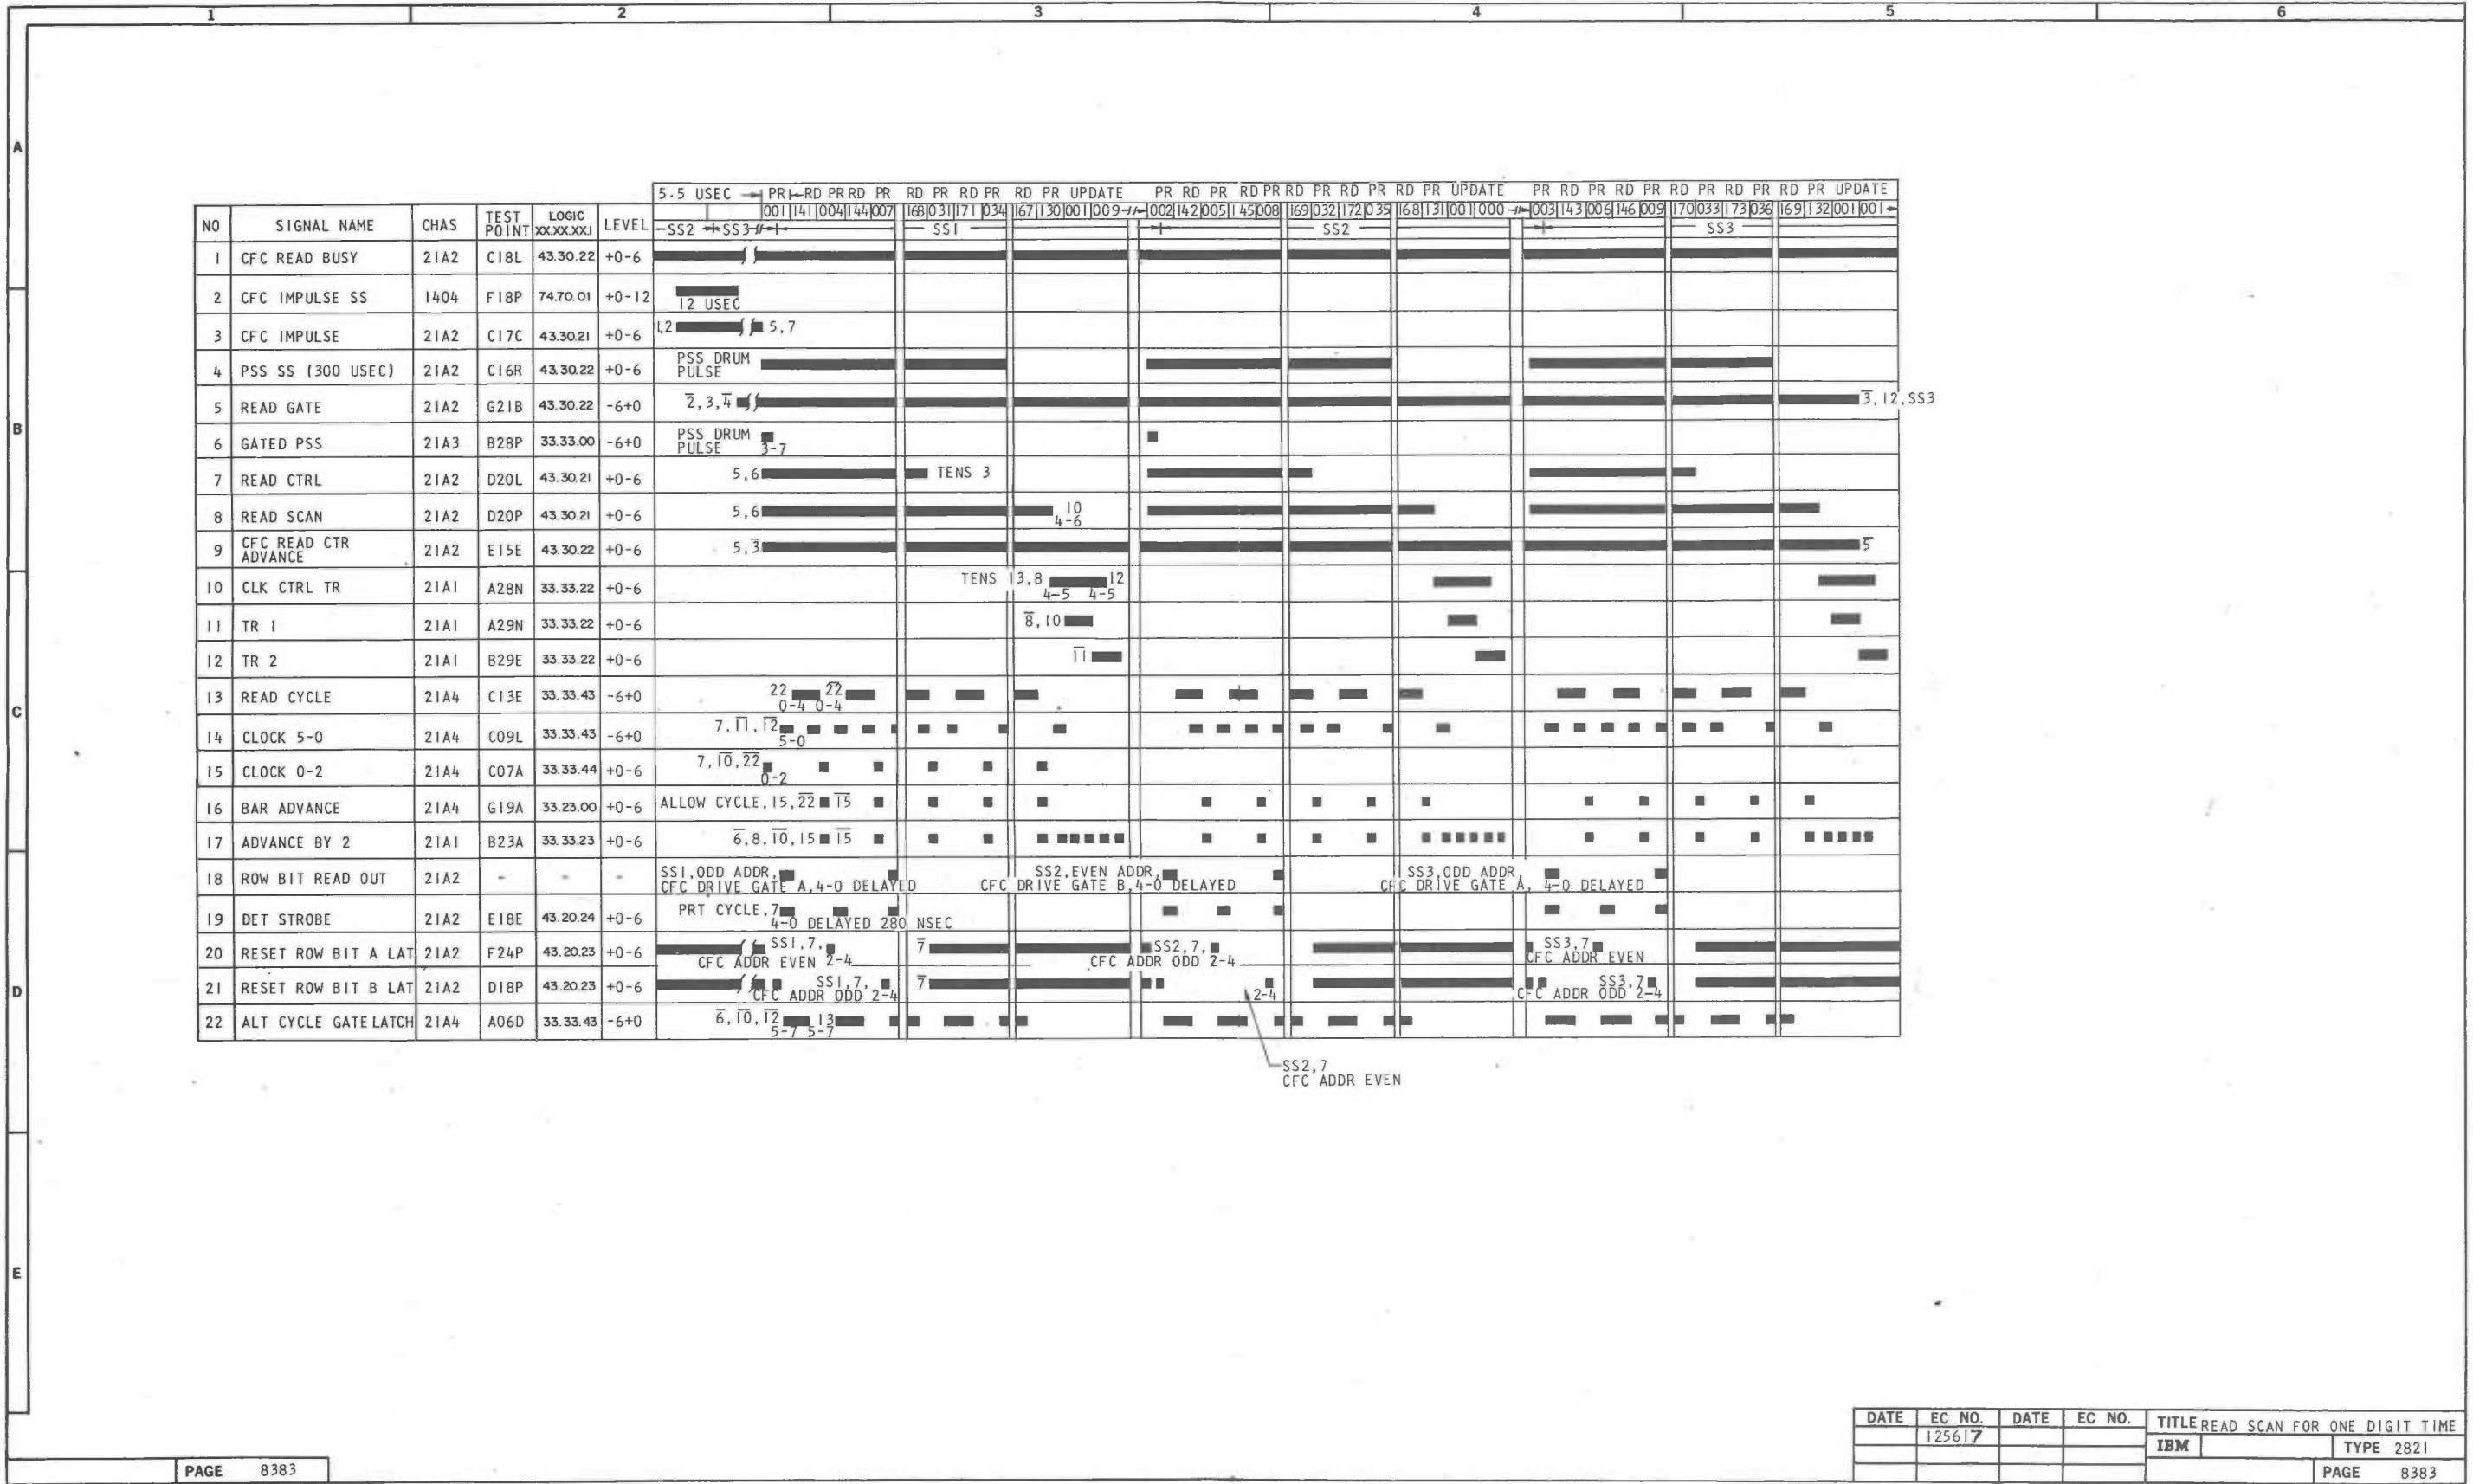 1 2 3 4 5 6
A
B
C
D
E
5.5 USEC PR RD PR RD PR RD PR RD PR RD PR UPDATE PR RD PR RD PR RD PR RD PR RD PR UPDATE PR RD PR RD PR RD PR RD PR RD PR UPDATE
001 141 004 144 007 168 031 171 034 167 130 001 009 002 142 005 145 008 169 032 172 035 168 131 001 000 003 143 006 146 009 170 033 173 036 169 132 001 001
NO SIGNAL NAME CHAS TEST POINT LOGIC XX.XX.XX.1 LEVEL SS2 SS3 SS1 SS2 SS3
1 CFC READ BUSY 21A2 C18L 43.30.22 +0-6
2 CFC IMPULSE SS 1404 F18P 74.70.01 +0-12 12 USEC
3 CFC IMPULSE 21A2 C17C 43.30.21 +0-6 1,2 5,7
4 PSS SS (300 USEC) 21A2 C16R 43.30.22 +0-6 PSS DRUM PULSE
5 READ GATE 21A2 G21B 43.30.22 -6+0 2̅,3,4̅ 3̅,12,SS3
6 GATED PSS 21A3 B28P 33.33.00 -6+0 PSS DRUM PULSE 3-7
7 READ CTRL 21A2 D20L 43.30.21 +0-6 5,6 TENS 3
8 READ SCAN 21A2 D20P 43.30.21 +0-6 5,6 10 4-6
9 CFC READ CTR ADVANCE 21A2 E15E 43.30.22 +0-6 5,3̅ 5̅
10 CLK CTRL TR 21A1 A28N 33.33.22 +0-6 TENS 13,8 12 4-5 4-5
11 TR 1 21A1 A29N 33.33.22 +0-6 8̅,10
12 TR 2 21A1 B29E 33.33.22 +0-6 1̅1̅
13 READ CYCLE 21A4 C13E 33.33.43 -6+0 22 2̅2̅ 0-4 0-4
14 CLOCK 5-0 21A4 C09L 33.33.43 -6+0 7,1̅1̅,1̅2̅ 5-0
15 CLOCK 0-2 21A4 C07A 33.33.44 +0-6 7,1̅0̅,2̅2̅ 0-2
16 BAR ADVANCE 21A4 G19A 33.23.00 +0-6 ALLOW CYCLE,15,2̅2̅ 1̅5̅
17 ADVANCE BY 2 21A1 B23A 33.33.23 +0-6 6̅,8,1̅0̅,15 1̅5̅
18 ROW BIT READ OUT 21A2 - - - SS1,ODD ADDR, CFC DRIVE GATE A,4-0 DELAYED SS2,EVEN ADDR, CFC DRIVE GATE B,4-0 DELAYED SS3,ODD ADDR, CFC DRIVE GATE A, 4-0 DELAYED
19 DET STROBE 21A2 E18E 43.20.24 +0-6 PRT CYCLE,7 4-0 DELAYED 280 NSEC
20 RESET ROW BIT A LAT 21A2 F24P 43.20.23 +0-6 SS1,7, CFC ADDR EVEN 2-4 7̅ SS2,7, CFC ADDR ODD 2-4 SS3,7 CFC ADDR EVEN
21 RESET ROW BIT B LAT 21A2 D18P 43.20.23 +0-6 SS1,7, CFC ADDR ODD 2-4 7̅ 2-4 SS3,7 CFC ADDR ODD 2-4
22 ALT CYCLE GATE LATCH 21A4 A06D 33.33.43 -6+0 6̅,1̅0̅,1̅2̅ 13 5-7 5-7
SS2,7
CFC ADDR EVEN
DATE EC NO. DATE EC NO. TITLE READ SCAN FOR ONE DIGIT TIME
125617
IBM TYPE 2821
PAGE 8383
PAGE 8383